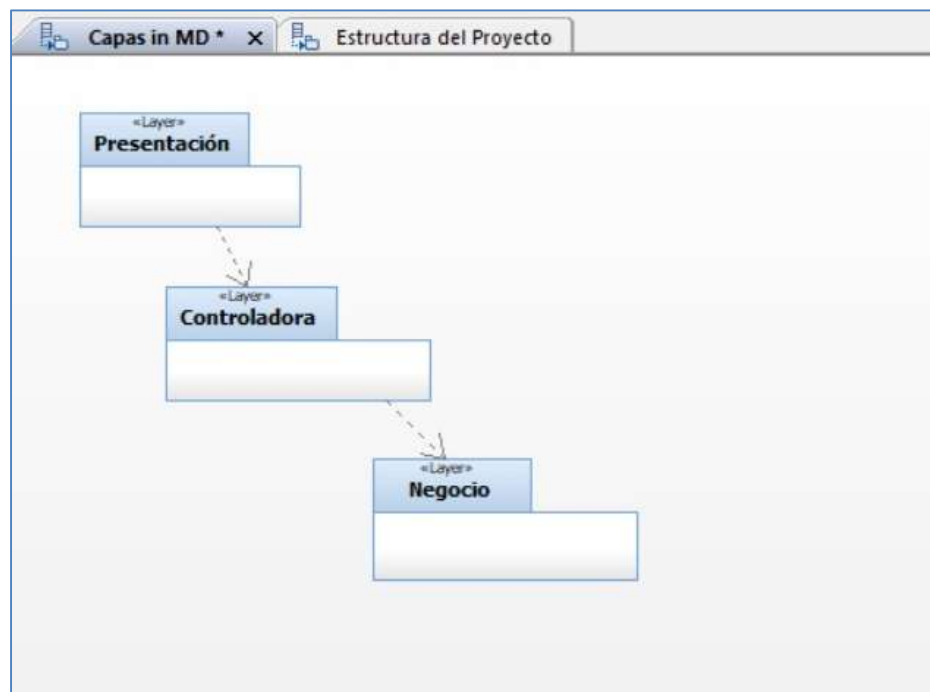 Capas in MD * X Estructura del Proyecto
«Layer»
Presentación
«Layer»
Controladora
«Layer»
Negocio